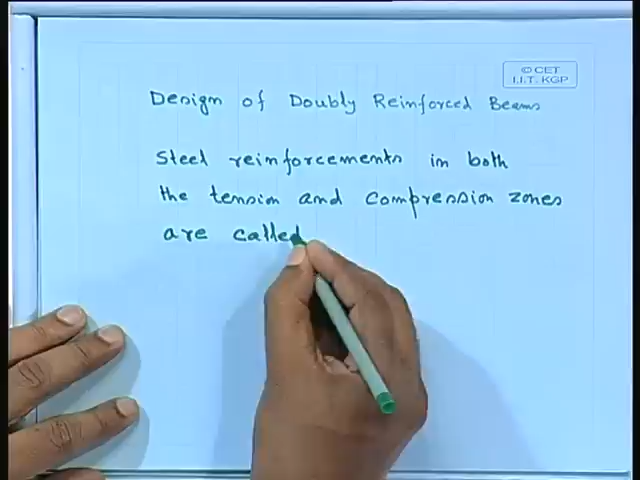 © CET
I.I.T. KGP
Design of Doubly Reinforced Beams
Steel reinforcements in both
the tension and compression zones
are called